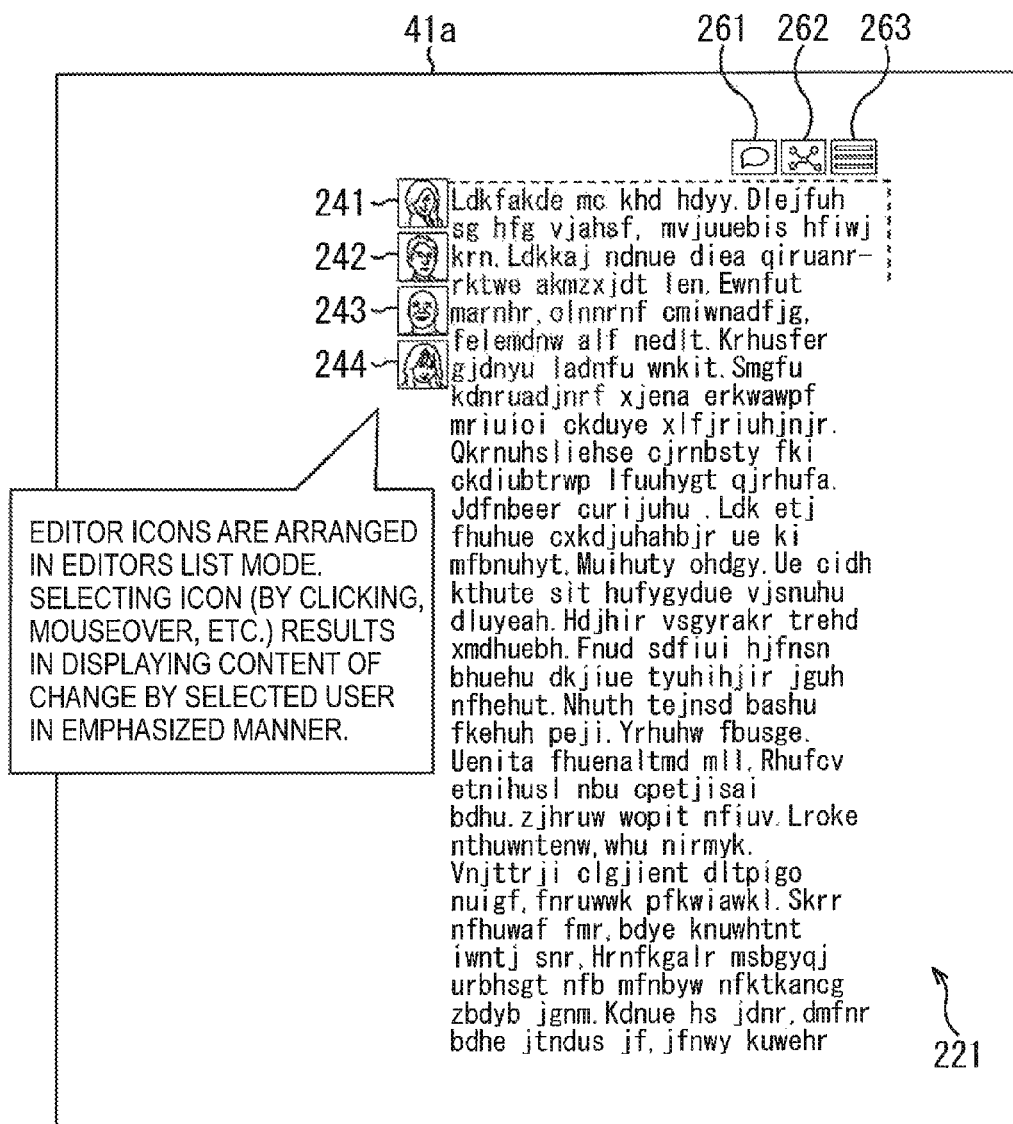 41a 261 262 263
241 Ldkfakde mc khd hdyy. Dlejfuh
sg hfg vjahsf, mvjuuebis hfiwj
242 krn. Ldkkaj ndnue diea qiruanr-
rktwe akmzxjdt len. Ewnfut
243 marnhr, olnnrnf cmiwnadfjg,
felemdnw alf nedlt. Krhusfer
244 gjdnyu ladnfu wnkit. Smgfu
kdnruadjnrf xjena erkwawpf
mriuioi ckduye xlfjriuhjnjr.
Qkrnuhsliehse cjrnbsty fki
ckdiubtrwp lfuuhygt qjrhufa.
Jdfnbeer curijuhu . Ldk etj
fhuhue cxkdjuhahbjr ue ki
mfbnuhyt. Muihuty ohdgy. Ue cidh
kthute sit hufygydue vjsnuhu
dluyeah. Hdjhir vsgyrakr trehd
xmdhuebh. Fnud sdfiui hjfnsn
bhuehu dkjiue tyuhihjir jguh
nfhehut. Nhuth tejnsd bashu
fkehuh peji. Yrhuhw fbusge.
Uenita fhuenaltmd mll. Rhufcv
etnihusl nbu cpetjisai
bdhu. zjhruw wopit nfiuv. Lroke
nthuwntenw, whu nirmyk.
Vnjttrji clgjient dltpigo
nuigf, fnruwwk pfkwiawkl. Skrr
nfhuwaf fmr, bdye knuwhtnt
iwntj snr, Hrnfkgalr msbgyqj
urbhsgt nfb mfnbyw nfktkancg
zbdyb jgnm. Kdnue hs jdnr, dmfnr
bdhe jtndus jf, jfnwy kuwehr
221
EDITOR ICONS ARE ARRANGED
IN EDITORS LIST MODE.
SELECTING ICON (BY CLICKING,
MOUSEOVER, ETC.) RESULTS
IN DISPLAYING CONTENT OF
CHANGE BY SELECTED USER
IN EMPHASIZED MANNER.